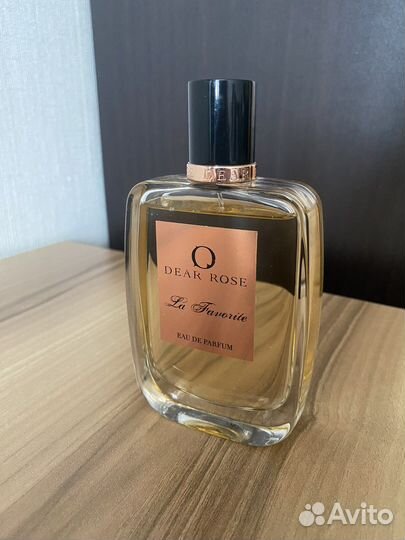 DEAR
DEAR ROSE
La Favorite
EAU DE PARFUM
Avito